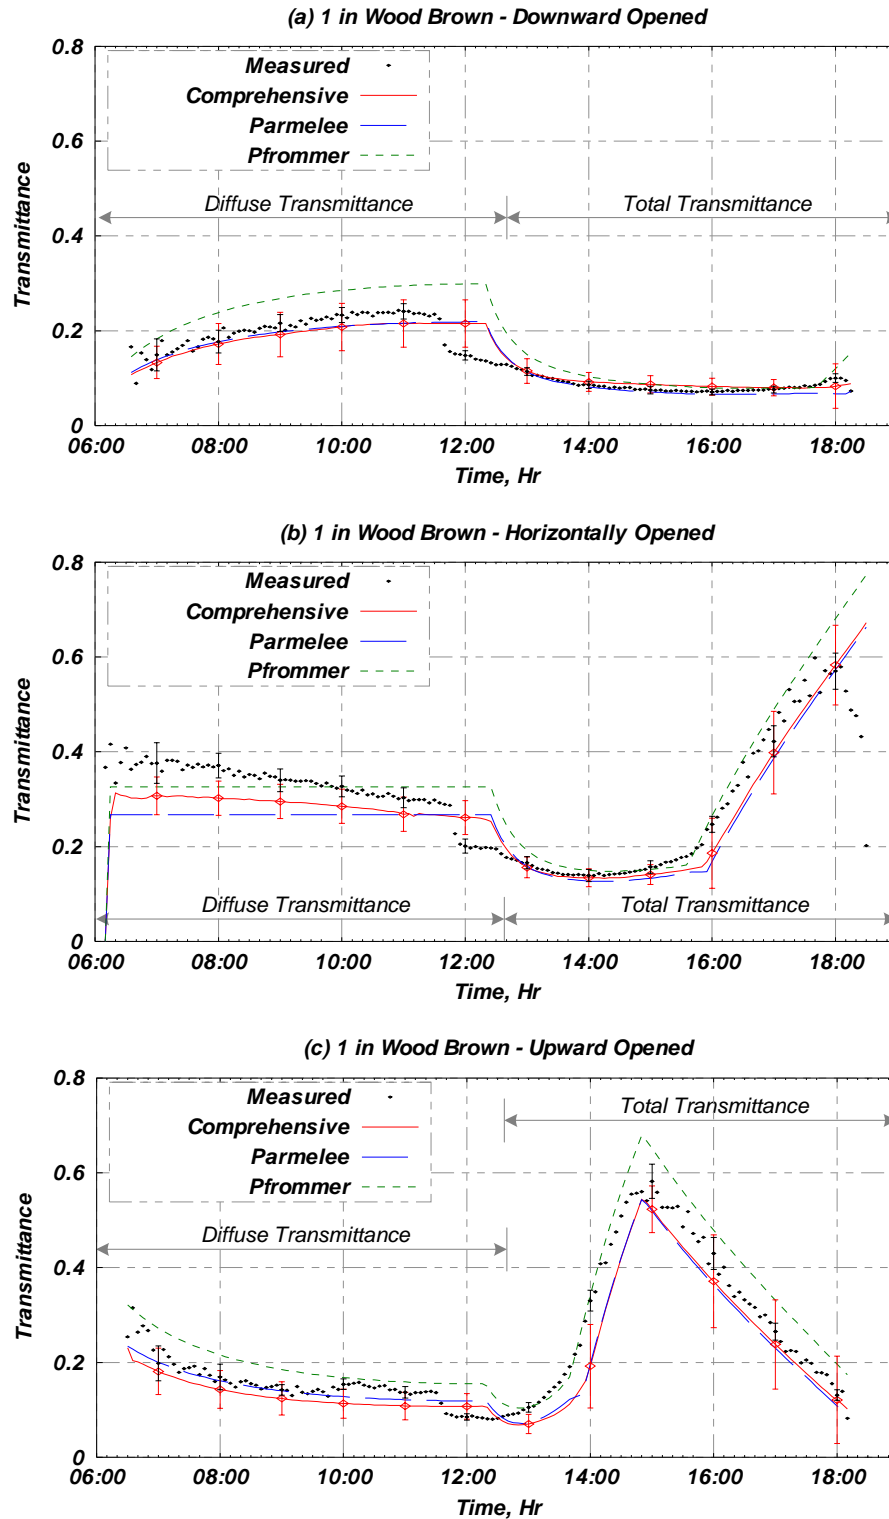 (a) 1 in Wood Brown - Downward Opened
0.8
Measured
Comprehensive
Parmelee
Pfrommer
0.6
Transmittance
Diffuse Transmittance
Total Transmittance
0.4
0.2
0
06:00 08:00 10:00 12:00 14:00 16:00 18:00
Time, Hr
(b) 1 in Wood Brown - Horizontally Opened
0.8
Measured
Comprehensive
Parmelee
Pfrommer
0.6
Transmittance
0.4
0.2
Diffuse Transmittance
Total Transmittance
0
06:00 08:00 10:00 12:00 14:00 16:00 18:00
Time, Hr
(c) 1 in Wood Brown - Upward Opened
0.8
Measured
Total Transmittance
Comprehensive
Parmelee
Pfrommer
0.6
Transmittance
Diffuse Transmittance
0.4
0.2
0
06:00 08:00 10:00 12:00 14:00 16:00 18:00
Time, Hr